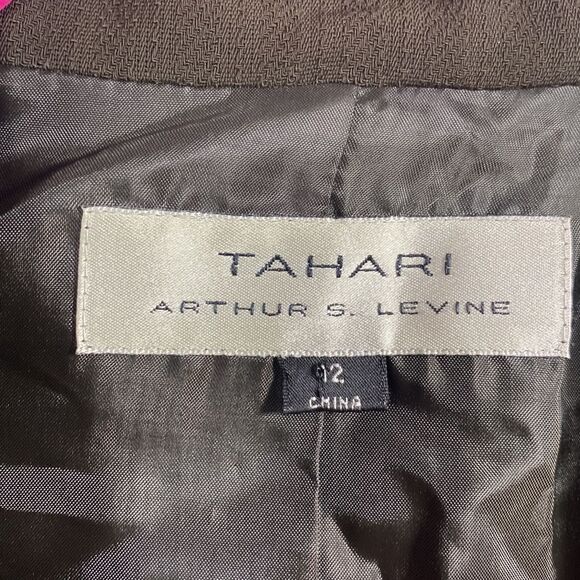 TAHARI
ARTHUR S. LEVINE
12
CHINA